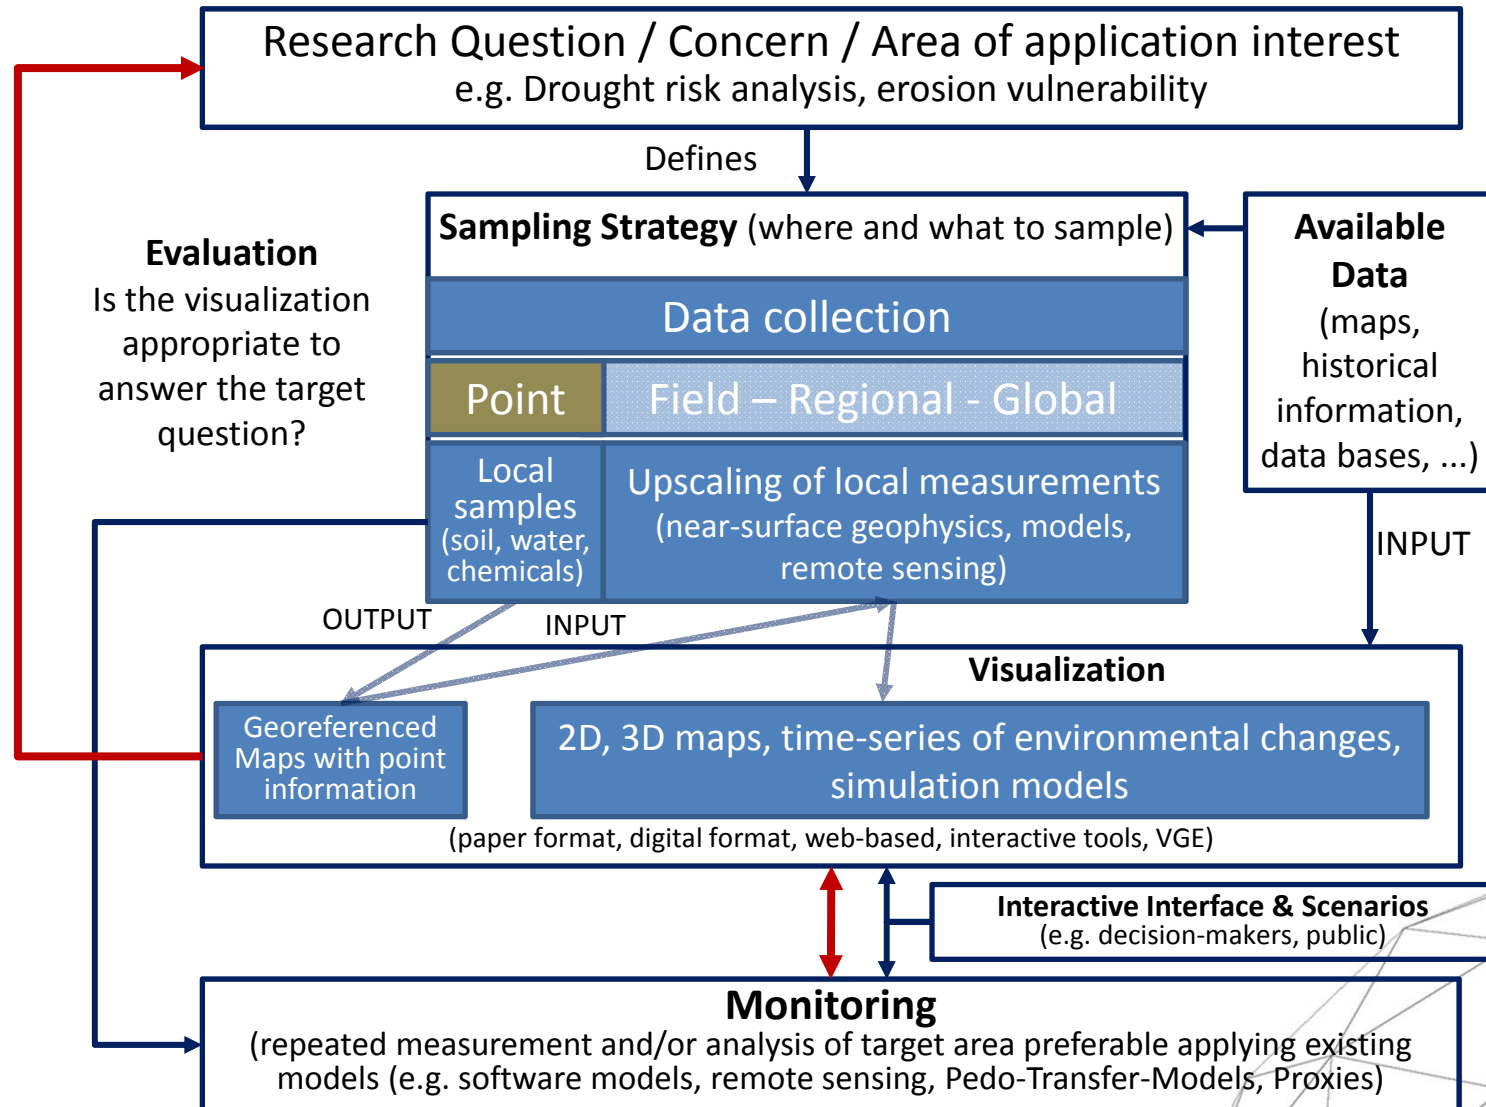 Research Question / Concern / Area of application interest
e.g. Drought risk analysis, erosion vulnerability
Defines
Sampling Strategy (where and what to sample)
Data collection
Point
Field – Regional - Global
Local
samples
(soil, water,
chemicals)
Upscaling of local measurements
(near-surface geophysics, models,
remote sensing)
Available
Data
(maps,
historical
information,
data bases, ...)
INPUT
Evaluation
Is the visualization
appropriate to
answer the target
question?
OUTPUT
INPUT
Visualization
Georeferenced
Maps with point
information
2D, 3D maps, time-series of environmental changes,
simulation models
(paper format, digital format, web-based, interactive tools, VGE)
Interactive Interface & Scenarios
(e.g. decision-makers, public)
Monitoring
(repeated measurement and/or analysis of target area preferable applying existing
models (e.g. software models, remote sensing, Pedo-Transfer-Models, Proxies)